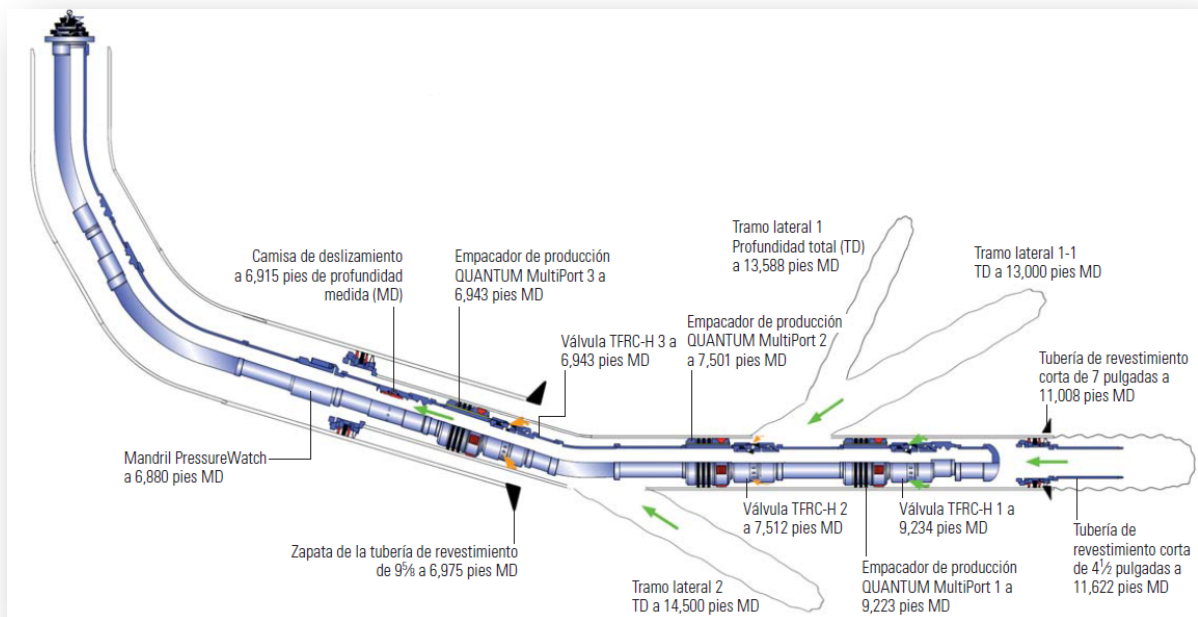 Tramo lateral 1
Profundidad total (TD)
a 13,588 pies MD
Tramo lateral 1-1
TD a 13,000 pies MD
Camisa de deslizamiento
a 6,915 pies de profundidad
medida (MD)
Empacador de producción
QUANTUM MultiPort 3 a
6,943 pies MD
Válvula TFRC-H 3 a
6,943 pies MD
Empacador de producción
QUANTUM MultiPort 2
a 7,501 pies MD
Tubería de revestimiento
corta de 7 pulgadas a
11,008 pies MD
Mandril PressureWatch
a 6,880 pies MD
Zapata de la tubería de revestimiento
de 9⅝ a 6,975 pies MD
Tramo lateral 2
TD a 14,500 pies MD
Válvula TFRC-H 2
a 7,512 pies MD
Válvula TFRC-H 1 a
9,234 pies MD
Empacador de producción
QUANTUM MultiPort 1 a
9,223 pies MD
Tubería de
revestimiento corta
de 4½ pulgadas a
11,622 pies MD